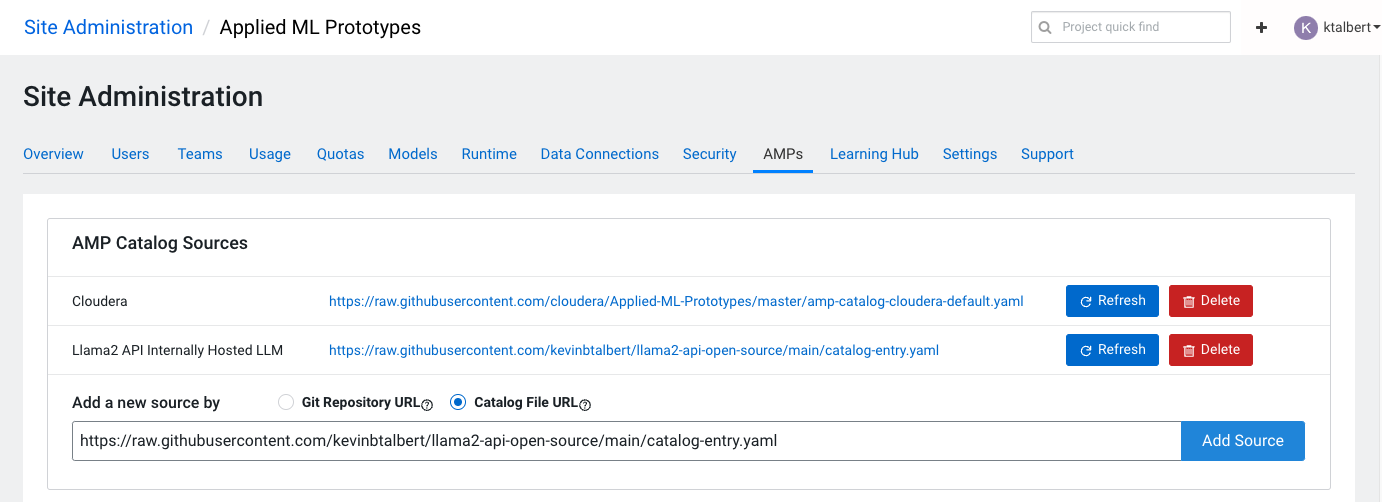 Site Administration / Applied ML Prototypes Project quick find + K ktalbert
Site Administration
Overview Users Teams Usage Quotas Models Runtime Data Connections Security AMPs Learning Hub Settings Support
AMP Catalog Sources
Cloudera https://raw.githubusercontent.com/cloudera/Applied-ML-Prototypes/master/amp-catalog-cloudera-default.yaml Refresh Delete
Llama2 API Internally Hosted LLM https://raw.githubusercontent.com/kevinbtalbert/llama2-api-open-source/main/catalog-entry.yaml Refresh Delete
Add a new source by Git Repository URL ? Catalog File URL ?
https://raw.githubusercontent.com/kevinbtalbert/llama2-api-open-source/main/catalog-entry.yaml Add Source